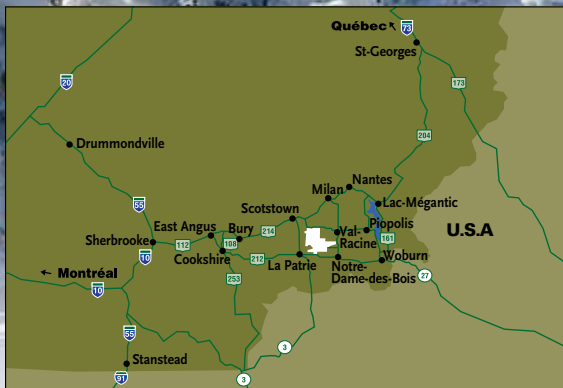 Québec
73
St-Georges
20
173
204
Drummondville
Nantes
Milan
55
Lac-Mégantic
Scotstown
Piopolis
East Angus
Bury
214
Val-
Racine
U.S.A
Sherbrooke
112
108
161
10
Cookshire
212
La Patrie
Notre-
Dame-des-Bois
Woburn
Montréal
253
27
10
55
3
Stanstead
91
3